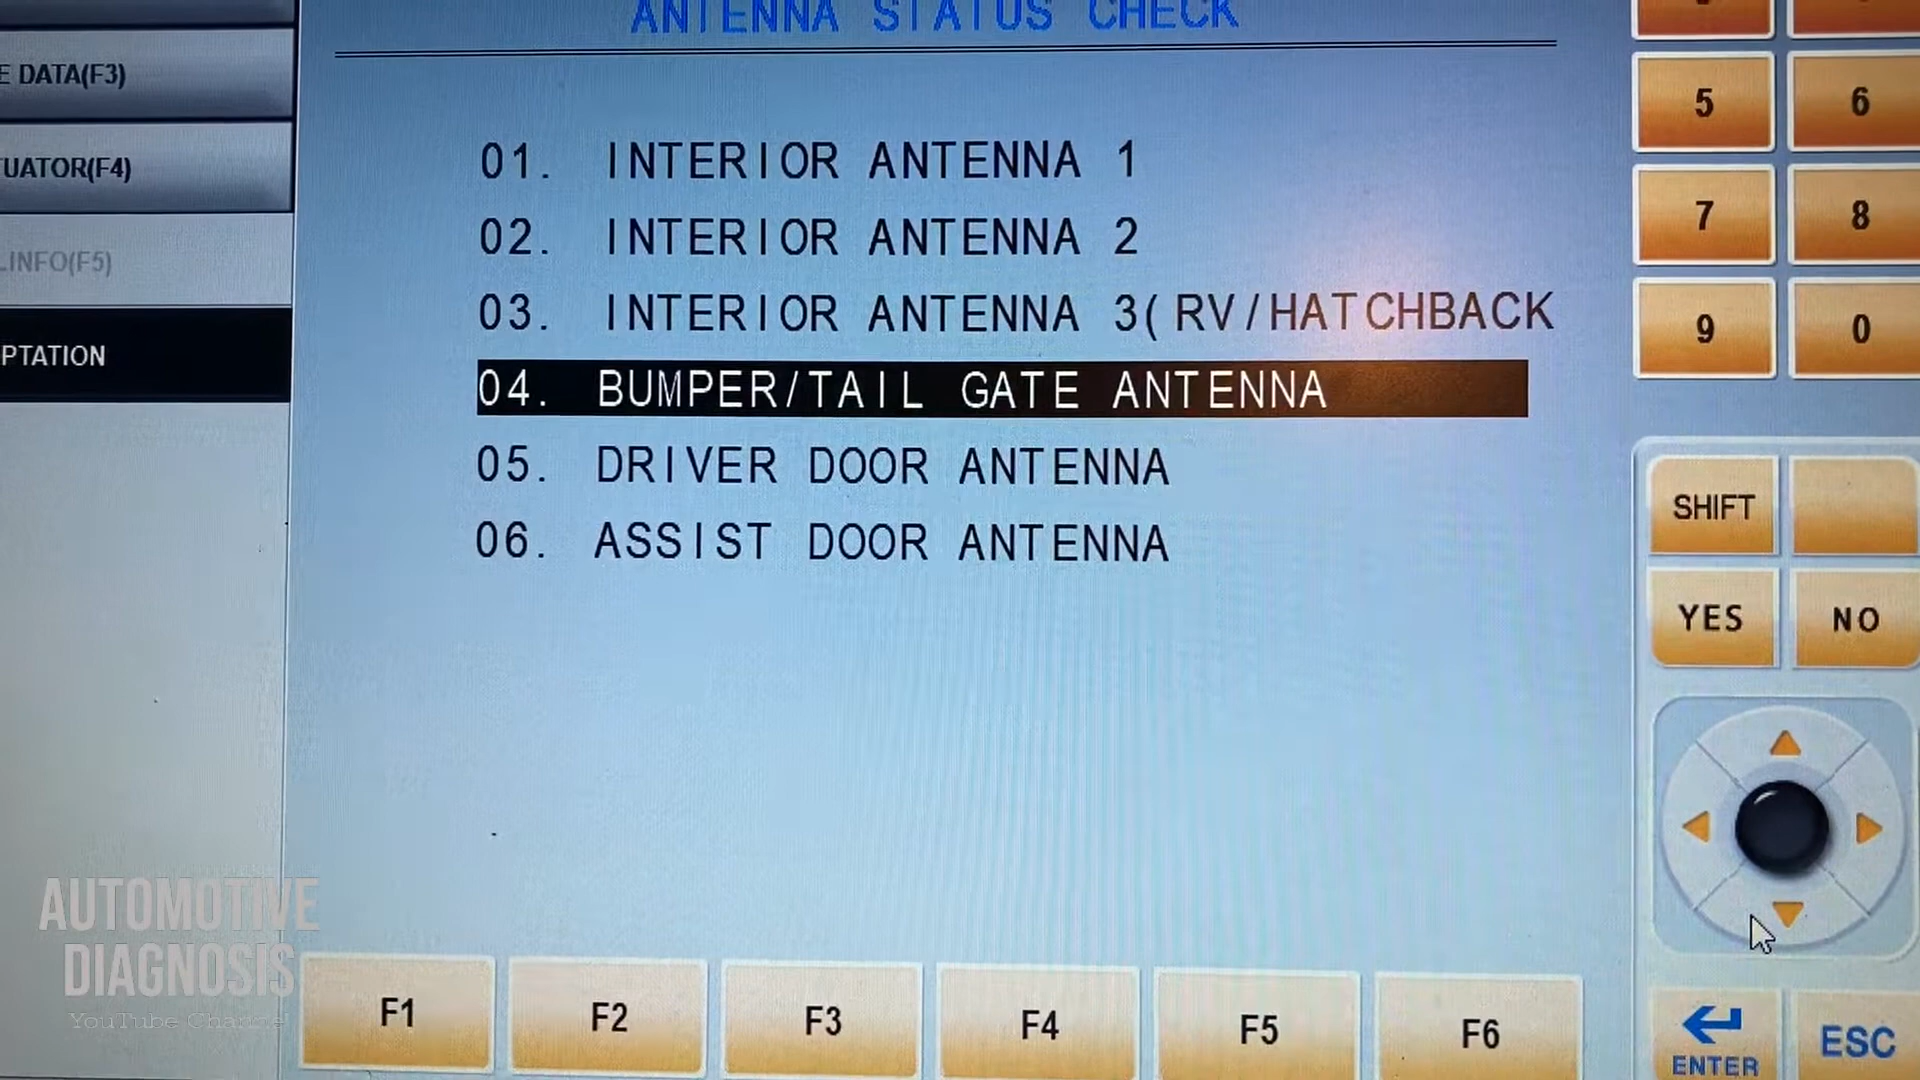 ANTENNA STATUS CHECK
E DATA(F3)
UATOR(F4)
.INFO(F5)
PTATION
01. INTERIOR ANTENNA 1
02. INTERIOR ANTENNA 2
03. INTERIOR ANTENNA 3(RV/HATCHBACK
04. BUMPER/TAIL GATE ANTENNA
05. DRIVER DOOR ANTENNA
06. ASSIST DOOR ANTENNA
5 6
7 8
9 0
SHIFT
YES NO
ENTER ESC
F1 F2 F3 F4 F5 F6
AUTOMOTIVE
DIAGNOSIS
YouTube Channel